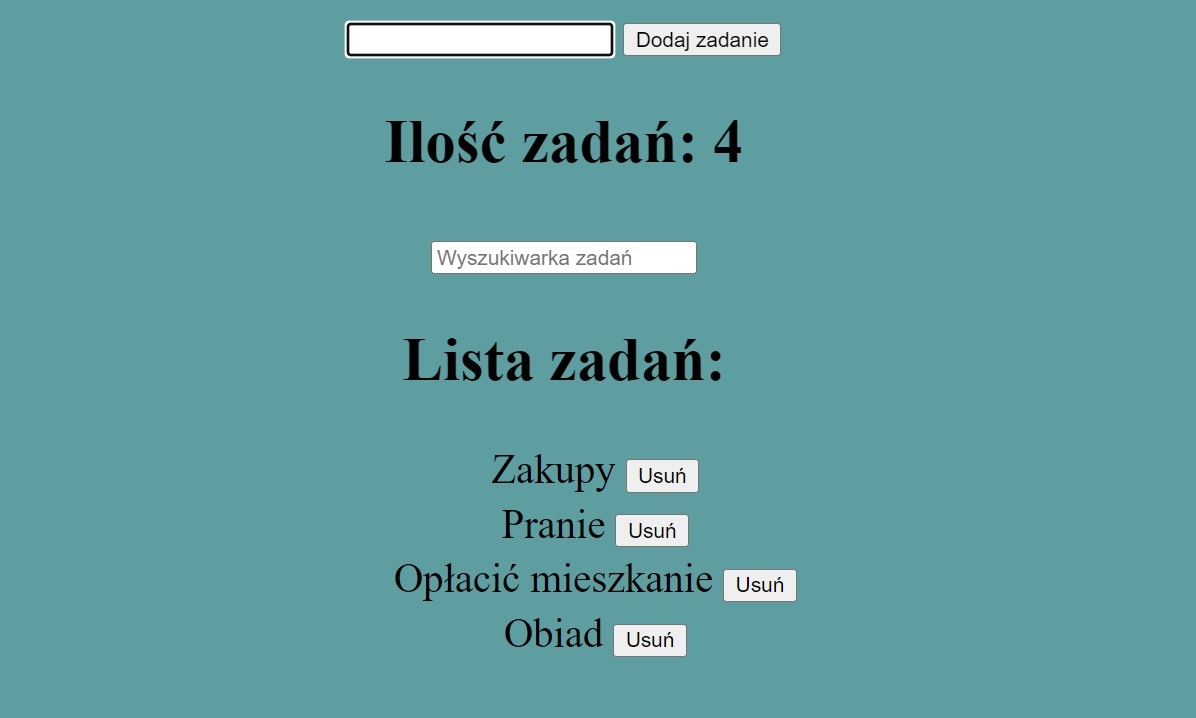 Dodaj zadanie
Ilość zadań: 4
Wyszukiwarka zadań
Lista zadań:
Zakupy Usuń
Pranie Usuń
Opłacić mieszkanie Usuń
Obiad Usuń